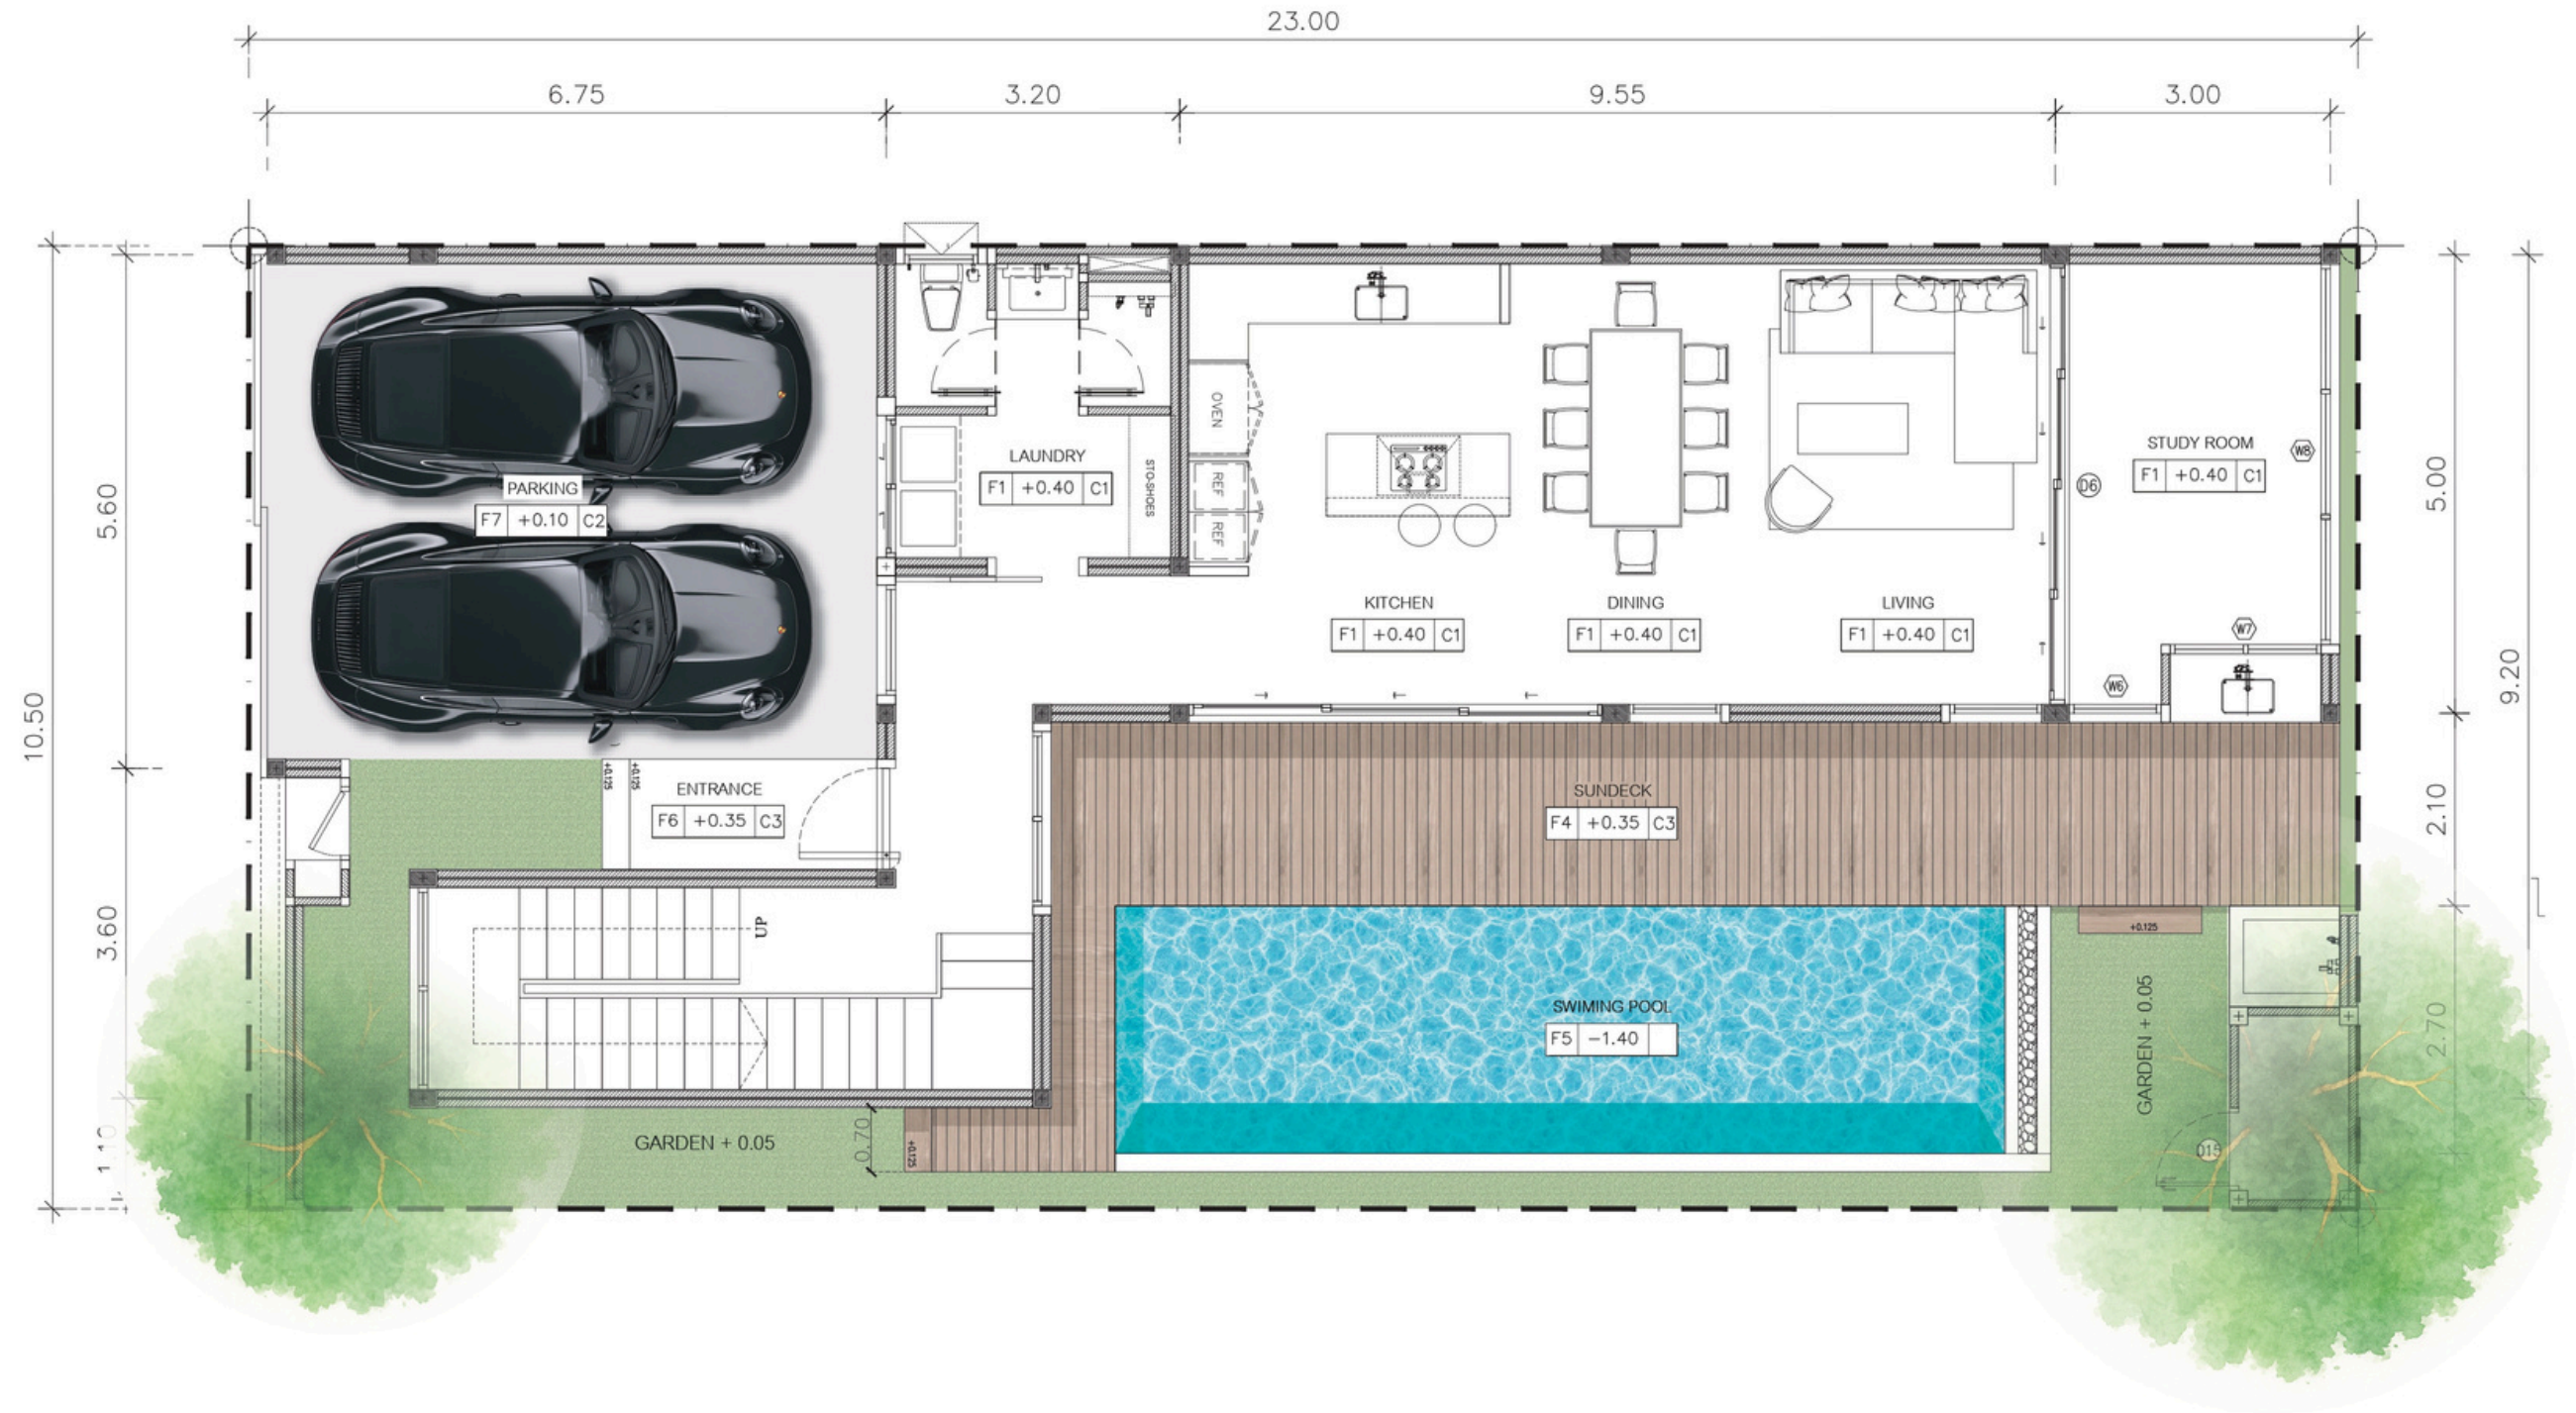 23.00
6.75
3.20
9.55
3.00
5.60
10.50
3.60
5.00
9.20
2.10
2.70
PARKING
F7 +0.10 C2
LAUNDRY
F1 +0.40 C1
STO-SHOES
OVEN
REF
REF
KITCHEN
F1 +0.40 C1
DINING
F1 +0.40 C1
LIVING
F1 +0.40 C1
STUDY ROOM
F1 +0.40 C1
D6
W8
W7
W6
+0.125
+0.125
ENTRANCE
F6 +0.35 C3
SUNDECK
F4 +0.35 C3
UP
+0.125
SWIMING POOL
F5 -1.40
GARDEN + 0.05
D15
GARDEN + 0.05
0.70
+0.125